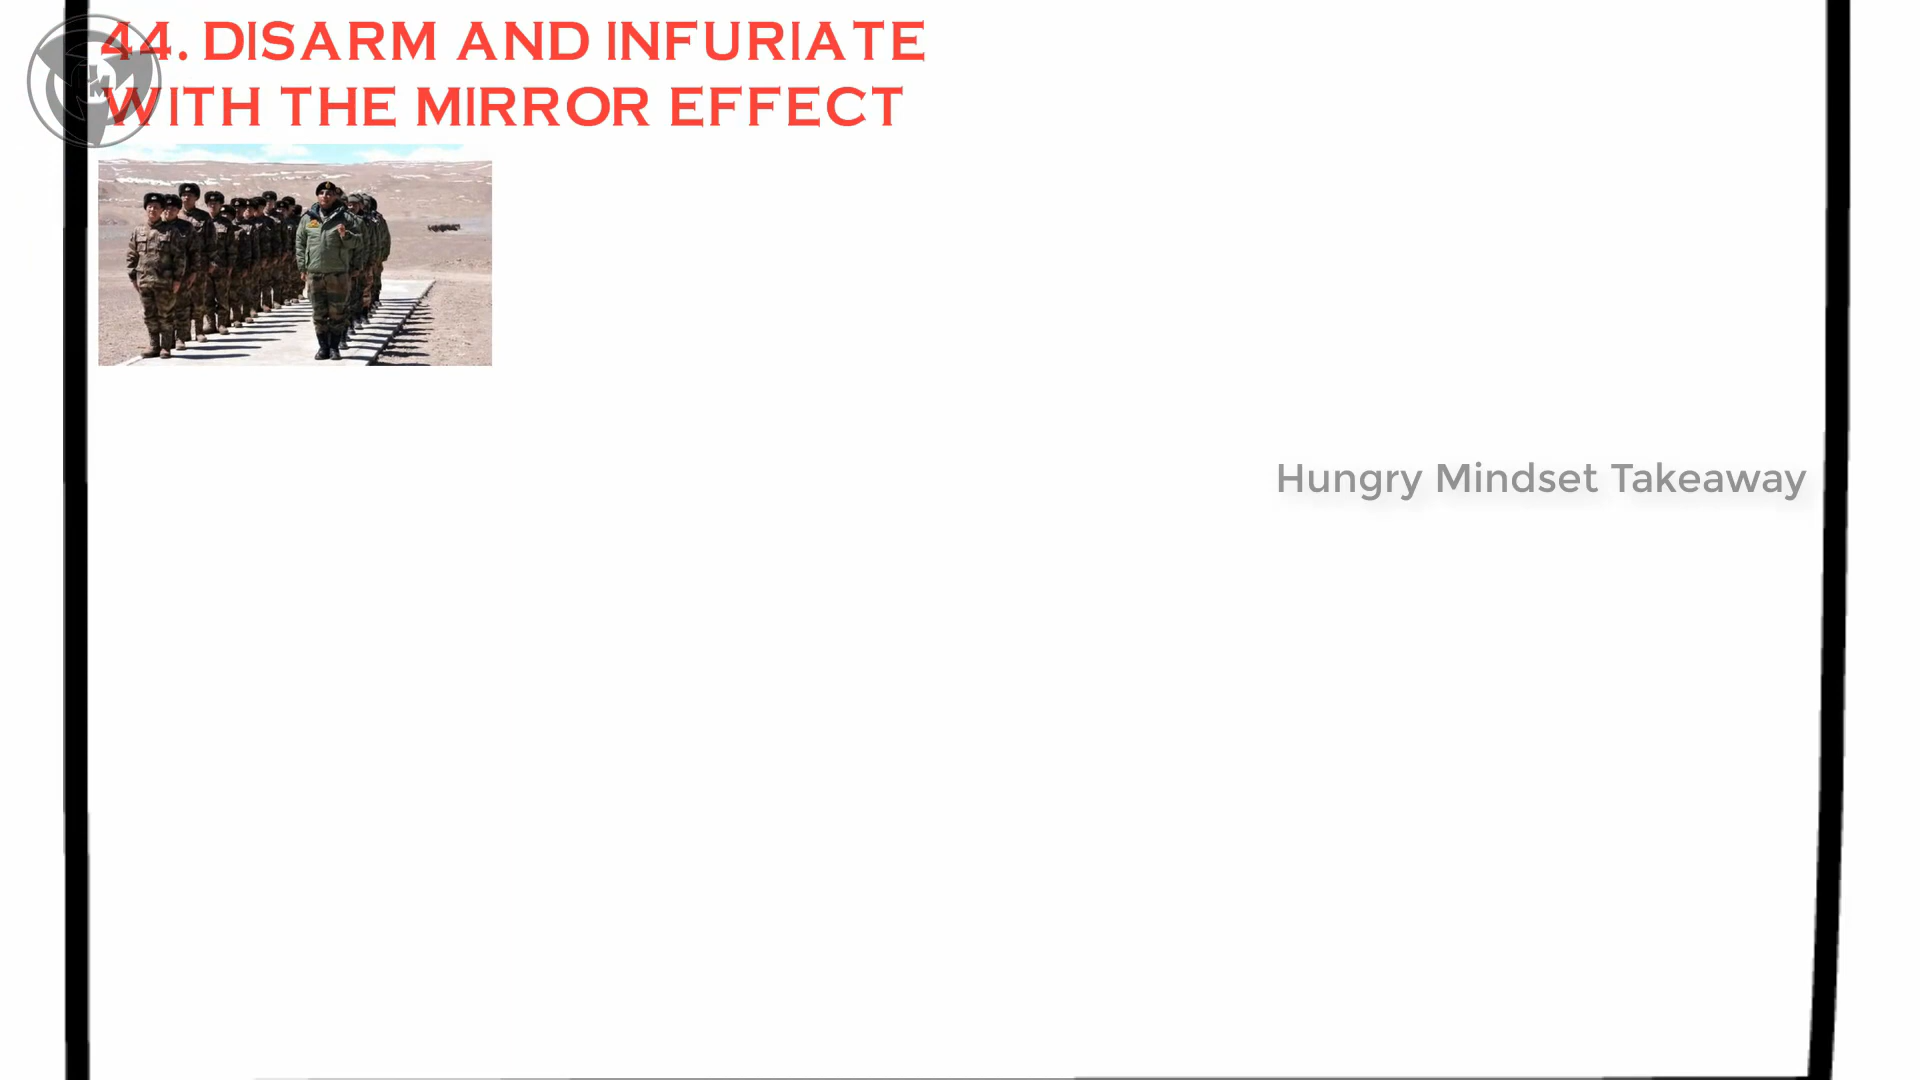 44. DISARM AND INFURIATE
WITH THE MIRROR EFFECT
Hungry Mindset Takeaway